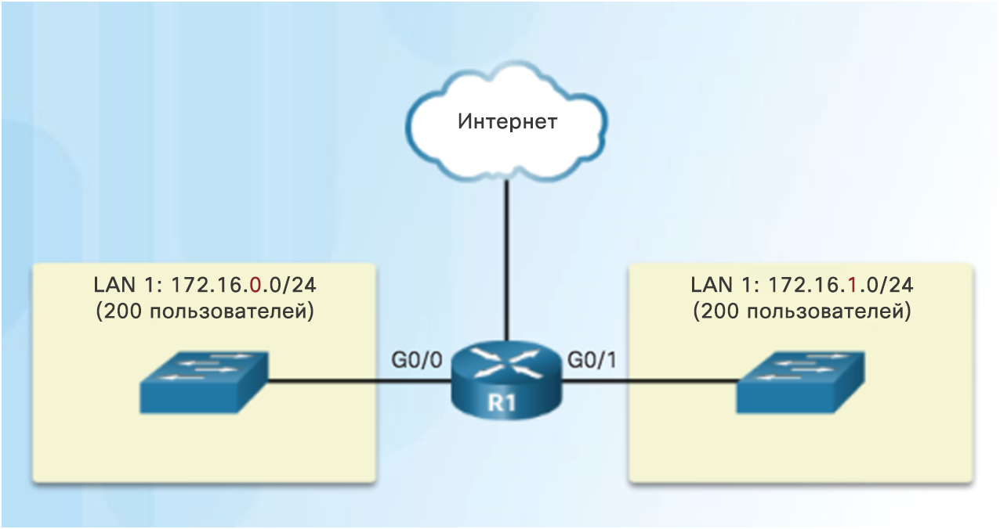 Интернет
LAN 1: 172.16.0.0/24
(200 пользователей)
LAN 1: 172.16.1.0/24
(200 пользователей)
G0/0
G0/1
R1